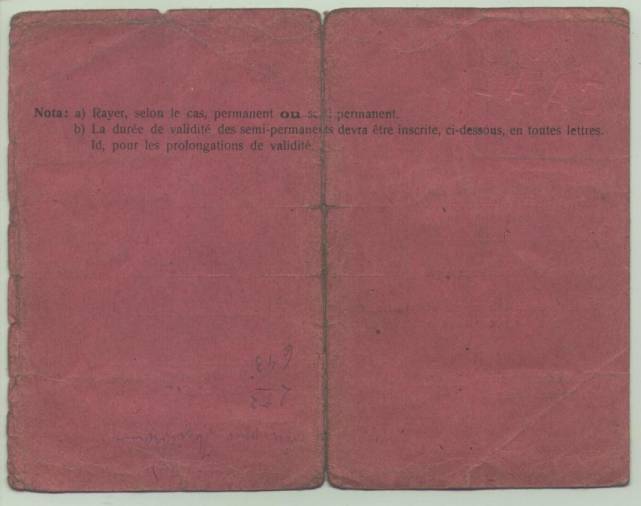 Nota: a) Rayer, selon le cas, permanent ou semi-permanent.
b) La durée de validité des semi-permanents devra être inscrite, ci-dessous, en toutes lettres.
Id, pour les prolongations de validité.